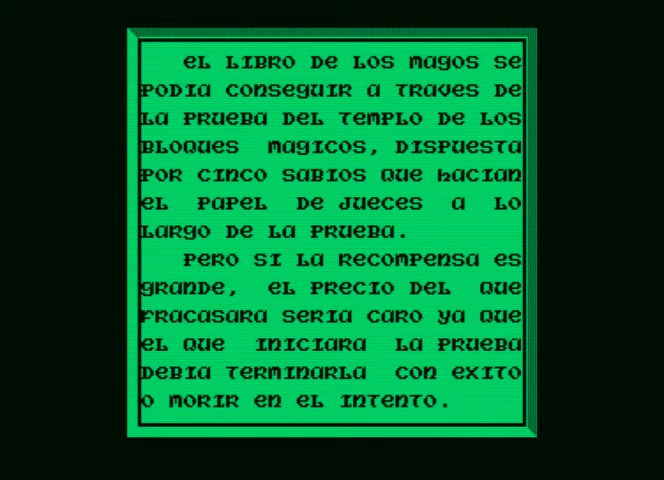 EL LIBRO DE LOS MAGOS SE
PODIA CONSEGUIR A TRAVES DE
LA PRUEBA DEL TEMPLO DE LOS
BLOQUES MAGICOS, DISPUESTA
POR CINCO SABIOS QUE HACIAN
EL PAPEL DE JUECES A LO
LARGO DE LA PRUEBA.
PERO SI LA RECOMPENSA ES
GRANDE, EL PRECIO DEL QUE
FRACASARA SERIA CARO YA QUE
EL QUE INICIARA LA PRUEBA
DEBIA TERMINARLA CON EXITO
O MORIR EN EL INTENTO.